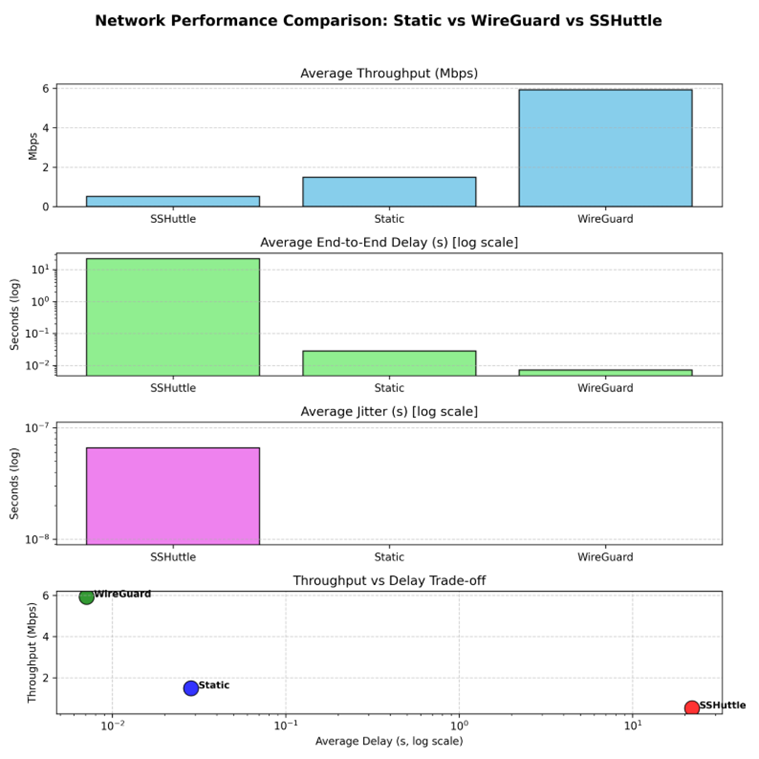 Network Performance Comparison: Static vs WireGuard vs SSHuttle
Average Throughput (Mbps)
Mbps
6
4
2
0
SSHuttle Static WireGuard
Average End-to-End Delay (s) [log scale]
Seconds (log)
10¹
10⁰
10⁻¹
10⁻²
SSHuttle Static WireGuard
Average Jitter (s) [log scale]
Seconds (log)
10⁻⁷
10⁻⁸
SSHuttle Static WireGuard
Throughput vs Delay Trade-off
Throughput (Mbps)
6
4
2
WireGuard
Static
SSHuttle
10⁻² 10⁻¹ 10⁰ 10¹
Average Delay (s, log scale)